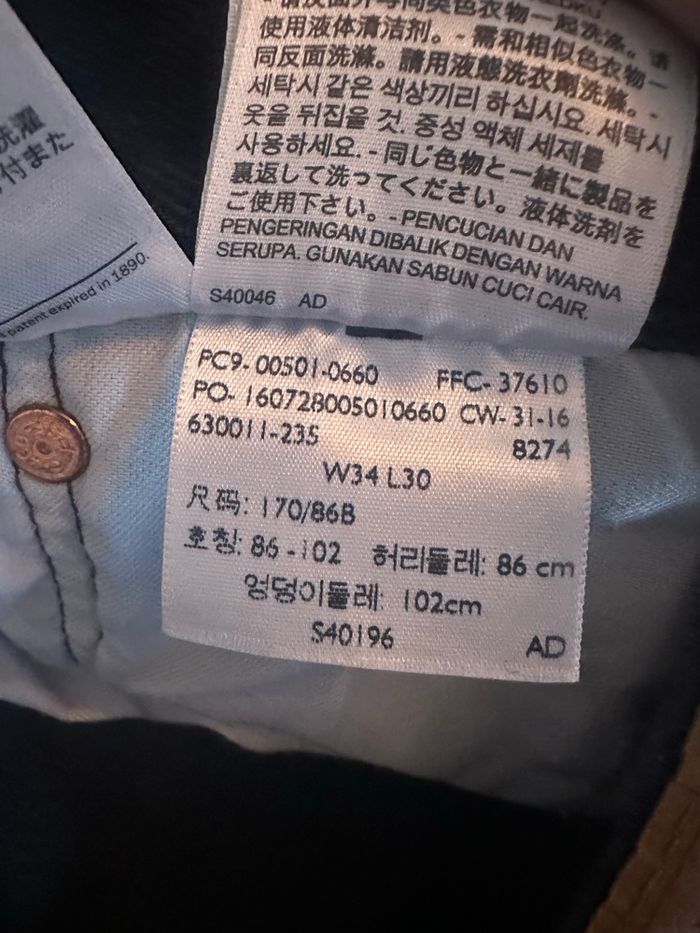 洗濯
付また
patent expired in 1890.
使用液体清洁剂。 - 需和相似色衣物一
同反面洗滌。請用液態洗衣劑洗滌。 -
세탁시 같은 색상끼리 하십시요. 세탁시
옷을 뒤집을 것. 중성 액체 세제를
사용하세요. - 同じ色物と一緒に製品を
裏返して洗ってください。液体洗剤を
ご使用下さい。 - PENCUCIAN DAN
PENGERINGAN DIBALIK DENGAN WARNA
SERUPA. GUNAKAN SABUN CUCI CAIR.
S40046 AD
PC9- 00501-0660 FFC- 37610
PO- 160728005010660 CW- 31-16
630011-235 8274
W34 L30
尺码: 170/86B
호칭: 86 -102 허리둘레: 86 cm
엉덩이둘레: 102cm
S40196 AD